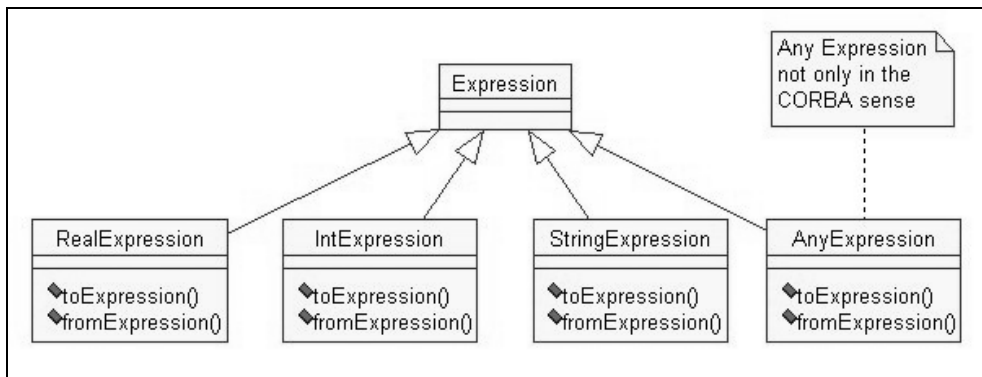 Any Expression
not only in the
CORBA sense
Expression
RealExpression
toExpression()
fromExpression()
IntExpression
toExpression()
fromExpression()
StringExpression
toExpression()
fromExpression()
AnyExpression
toExpression()
fromExpression()